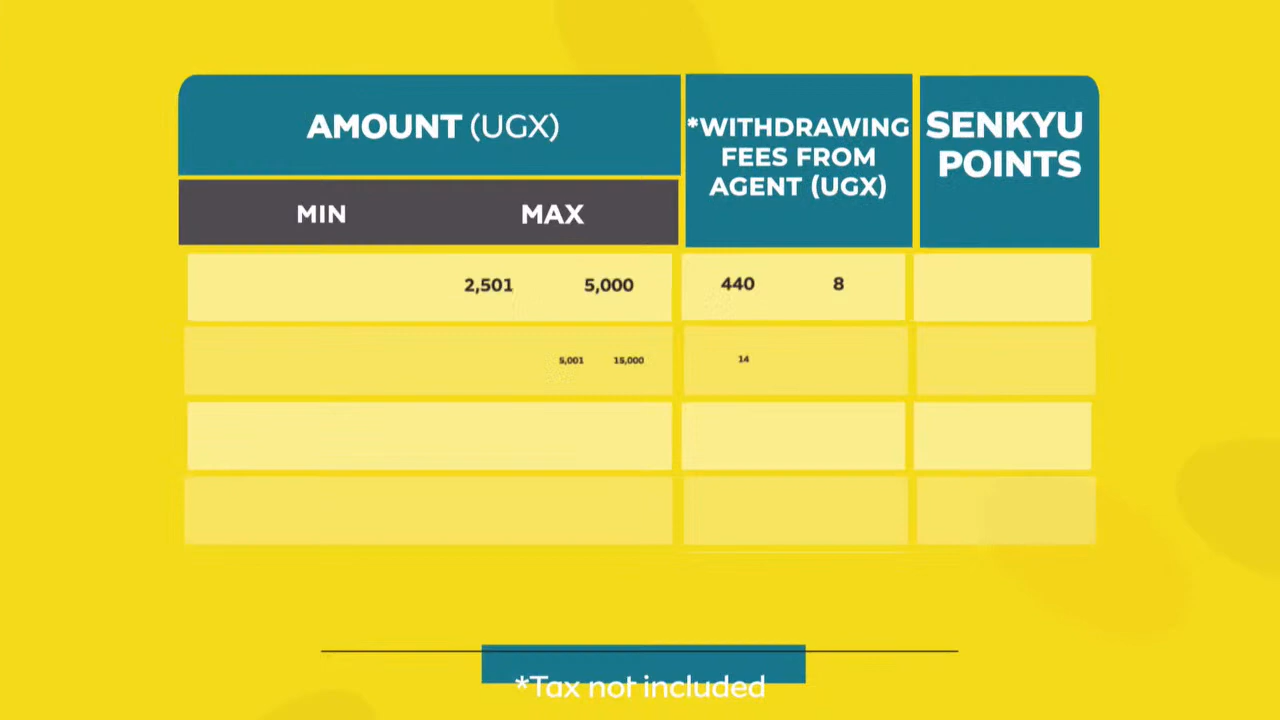 AMOUNT (UGX)
*WITHDRAWING
FEES FROM
AGENT (UGX)
SENKYU
POINTS
MIN MAX
2,501 5,000 440 8
5,001 15,000 14
*Tax not included